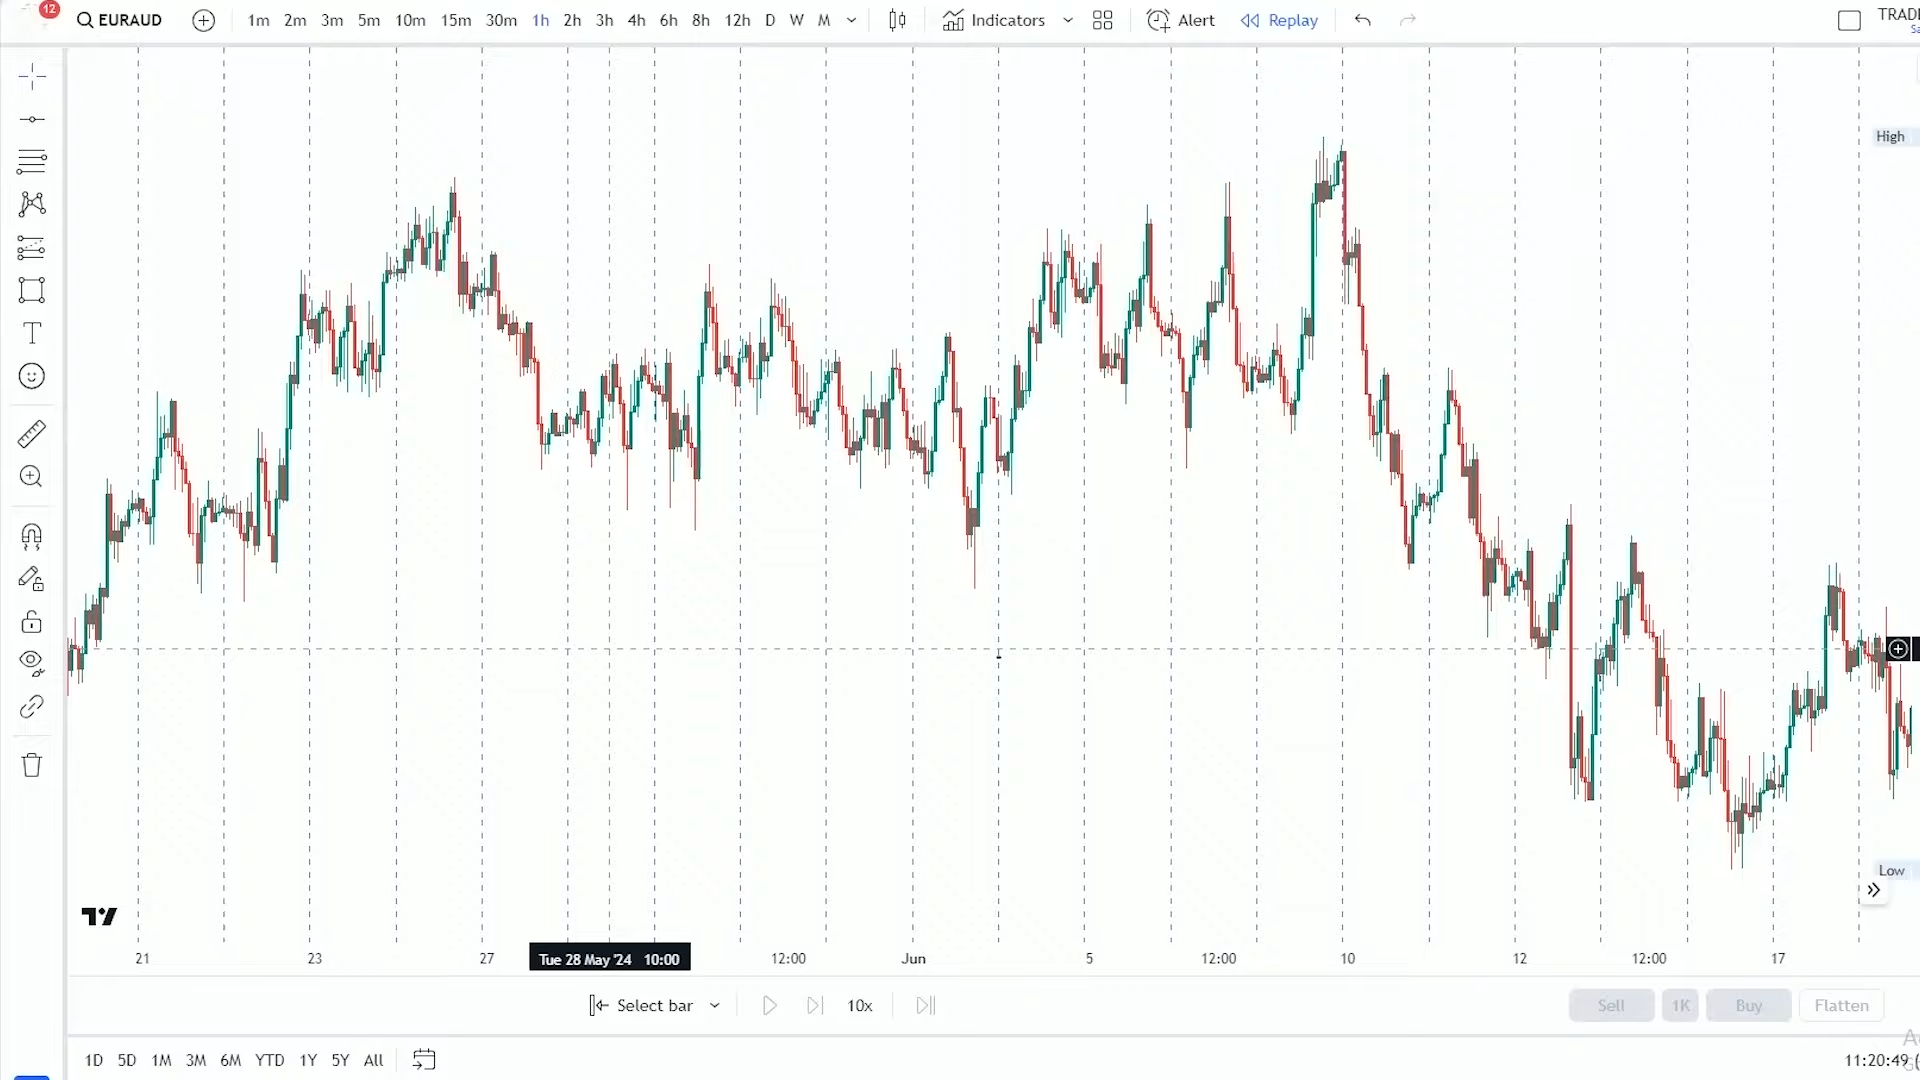 12
EURAUD
1m 2m 3m 5m 10m 15m 30m 1h 2h 3h 4h 6h 8h 12h D W M
Indicators
Alert
Replay
TRADE
Sa
High
Low
21 23 27 Tue 28 May '24 10:00 12:00 Jun 5 12:00 10 12 12:00 17
Select bar
10x
Sell 1K Buy Flatten
1D 5D 1M 3M 6M YTD 1Y 5Y All
11:20:49